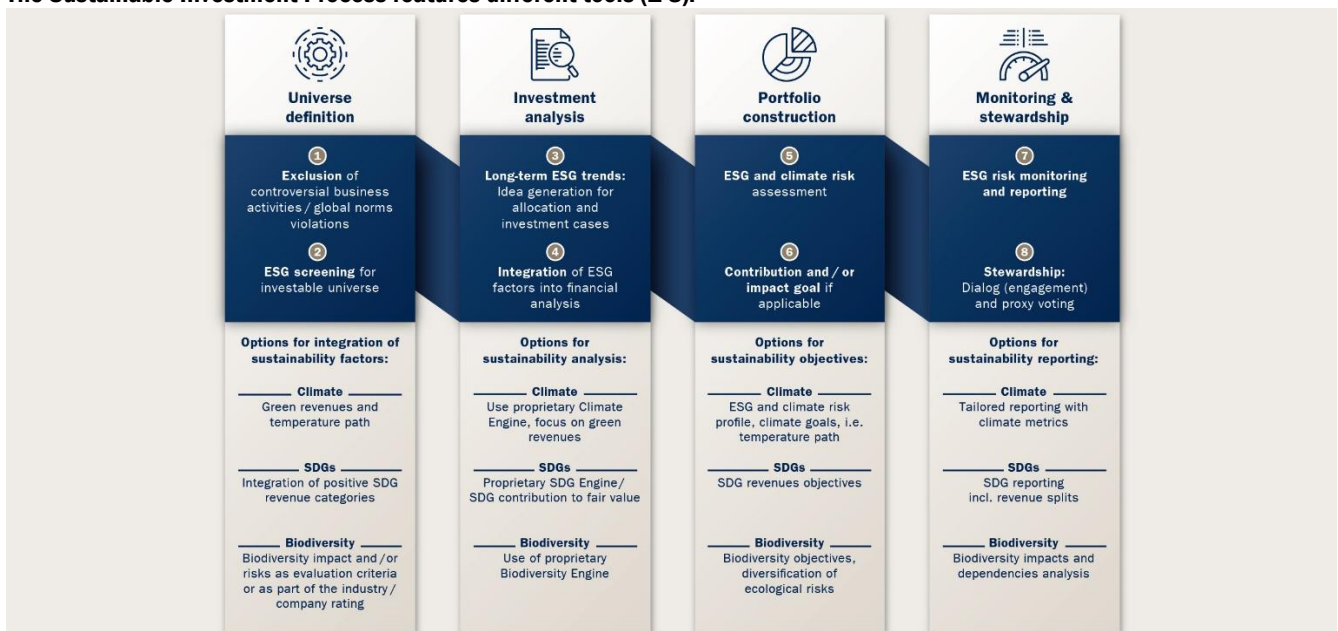 The Sustainable Investment Process features different tools (1-8):
Universe
definition
1
Exclusion of
controversial business
activities / global norms
violations
2
ESG screening for
investable universe
Options for integration of
sustainability factors:
Climate
Green revenues and
temperature path
SDGs
Integration of positive SDG
revenue categories
Biodiversity
Biodiversity impact and/or
risks as evaluation criteria
or as part of the industry/
company rating
Investment
analysis
3
Long-term ESG trends:
Idea generation for
allocation and
investment cases
4
Integration of ESG
factors into financial
analysis
Options for
sustainability analysis:
Climate
Use proprietary Climate
Engine, focus on green
revenues
SDGs
Proprietary SDG Engine/
SDG contribution to fair value
Biodiversity
Use of proprietary
Biodiversity Engine
Portfolio
construction
5
ESG and climate risk
assessment
6
Contribution and / or
impact goal if
applicable
Options for
sustainability objectives:
Climate
ESG and climate risk
profile, climate goals, i.e.
temperature path
SDGs
SDG revenues objectives
Biodiversity
Biodiversity objectives,
diversification of
ecological risks
Monitoring &
stewardship
7
ESG risk monitoring
and reporting
8
Stewardship:
Dialog (engagement)
and proxy voting
Options for
sustainability reporting:
Climate
Tailored reporting with
climate metrics
SDGs
SDG reporting
incl. revenue splits
Biodiversity
Biodiversity impacts and
dependencies analysis